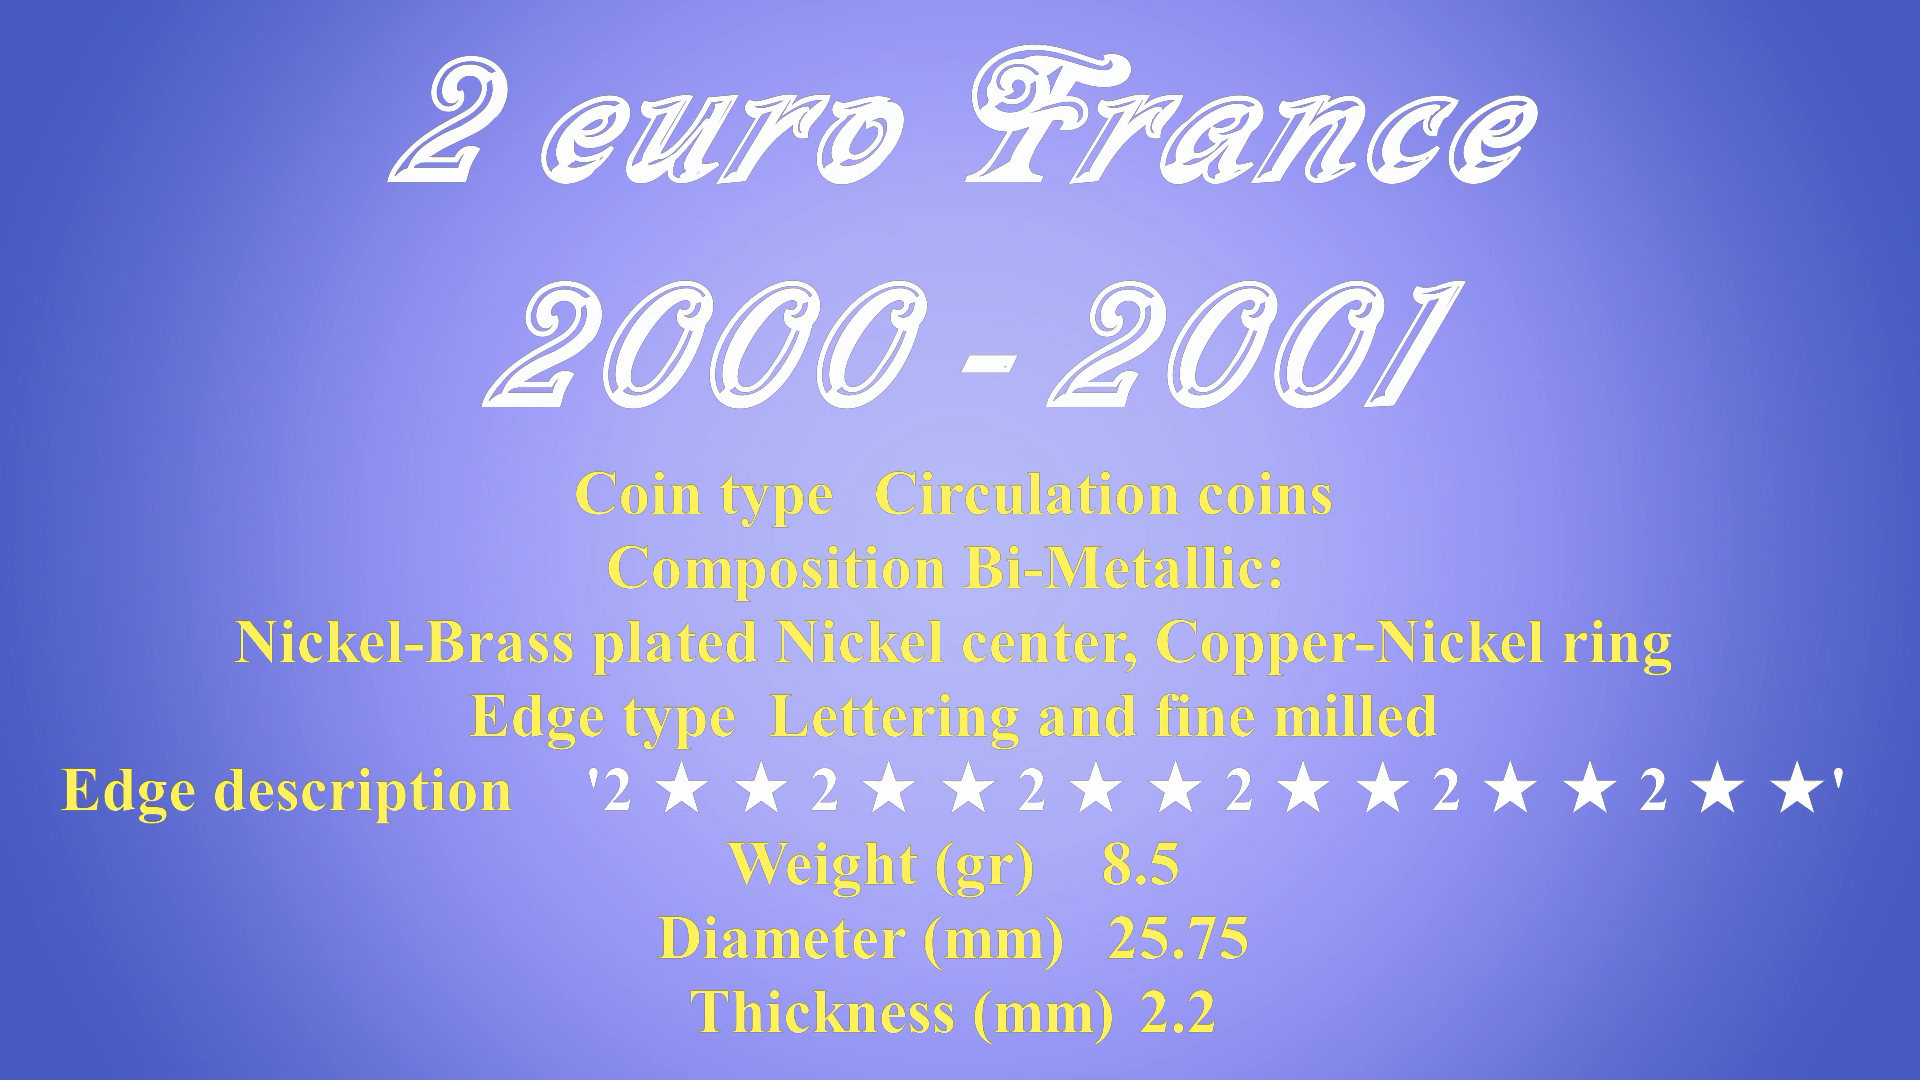 2 euro France
2000 - 2001
Coin type Circulation coins
Composition Bi-Metallic:
Nickel-Brass plated Nickel center, Copper-Nickel ring
Edge type Lettering and fine milled
Edge description '2 ★ ★ 2 ★ ★ 2 ★ ★ 2 ★ ★ 2 ★ ★ 2 ★ ★'
Weight (gr) 8.5
Diameter (mm) 25.75
Thickness (mm) 2.2